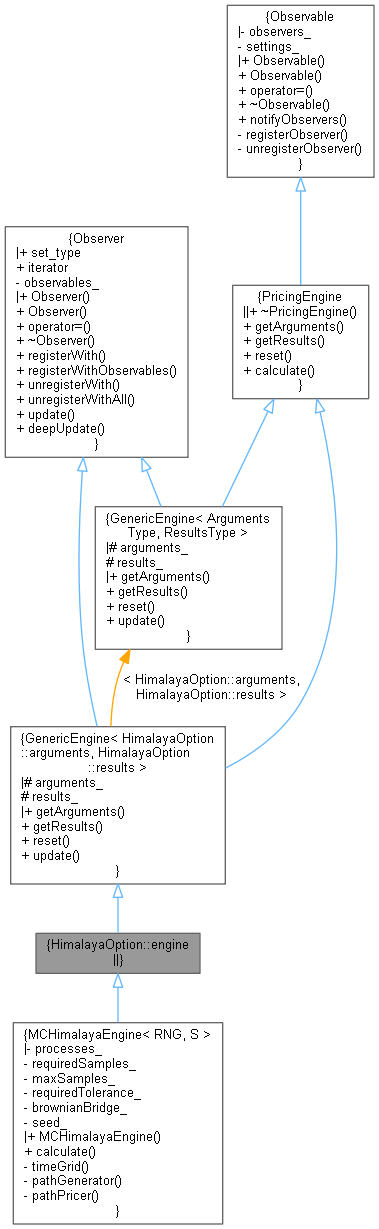 {Observable
|- observers_
- settings_
|+ Observable()
+ Observable()
+ operator=()
+ ~Observable()
+ notifyObservers()
- registerObserver()
- unregisterObserver()
}
{Observer
|+ set_type
+ iterator
- observables_
|+ Observer()
+ Observer()
+ operator=()
+ ~Observer()
+ registerWith()
+ registerWithObservables()
+ unregisterWith()
+ unregisterWithAll()
+ update()
+ deepUpdate()
}
{PricingEngine
||+ ~PricingEngine()
+ getArguments()
+ getResults()
+ reset()
+ calculate()
}
{GenericEngine< Arguments
Type, ResultsType >
|# arguments_
# results_
|+ getArguments()
+ getResults()
+ reset()
+ update()
}
< HimalayaOption::arguments,
HimalayaOption::results >
{GenericEngine< HimalayaOption
::arguments, HimalayaOption
::results >
|# arguments_
# results_
|+ getArguments()
+ getResults()
+ reset()
+ update()
}
{HimalayaOption::engine
||}
{MCHimalayaEngine< RNG, S >
|- processes_
- requiredSamples_
- maxSamples_
- requiredTolerance_
- brownianBridge_
- seed_
|+ MCHimalayaEngine()
+ calculate()
- timeGrid()
- pathGenerator()
- pathPricer()
}